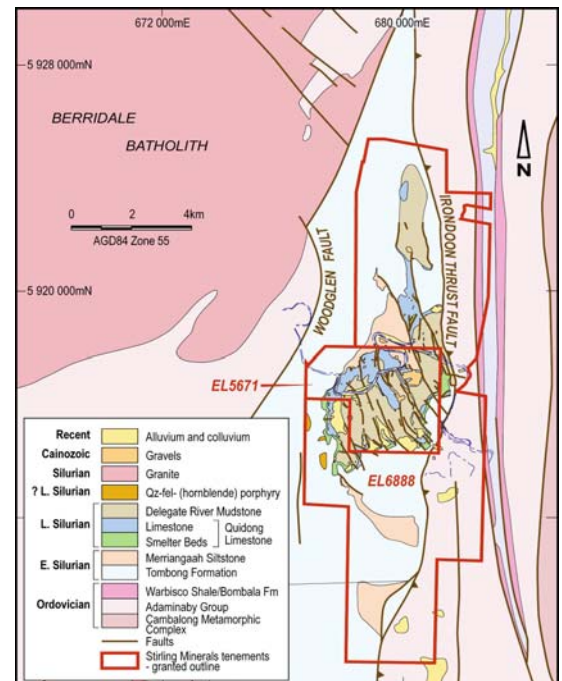 672 000mE
680 000mE
5 928 000mN
BERRIDALE
BATHOLITH
N
0 2 4km
AGD84 Zone 55
WOODGLEN FAULT
IRONDOON THRUST FAULT
5 920 000mN
EL5671
EL6888
Recent Alluvium and colluvium
Cainozoic Gravels
Silurian Granite
? L. Silurian Qz-fel- (hornblende) porphyry
L. Silurian Delegate River Mudstone
Limestone Quidong
Smelter Beds Limestone
E. Silurian Merriangaah Siltstone
Tombong Formation
Ordovician Warbisco Shale/Bombala Fm
Adaminaby Group
Cambalong Metamorphic
Complex
Faults
Stirling Minerals tenements
- granted outline